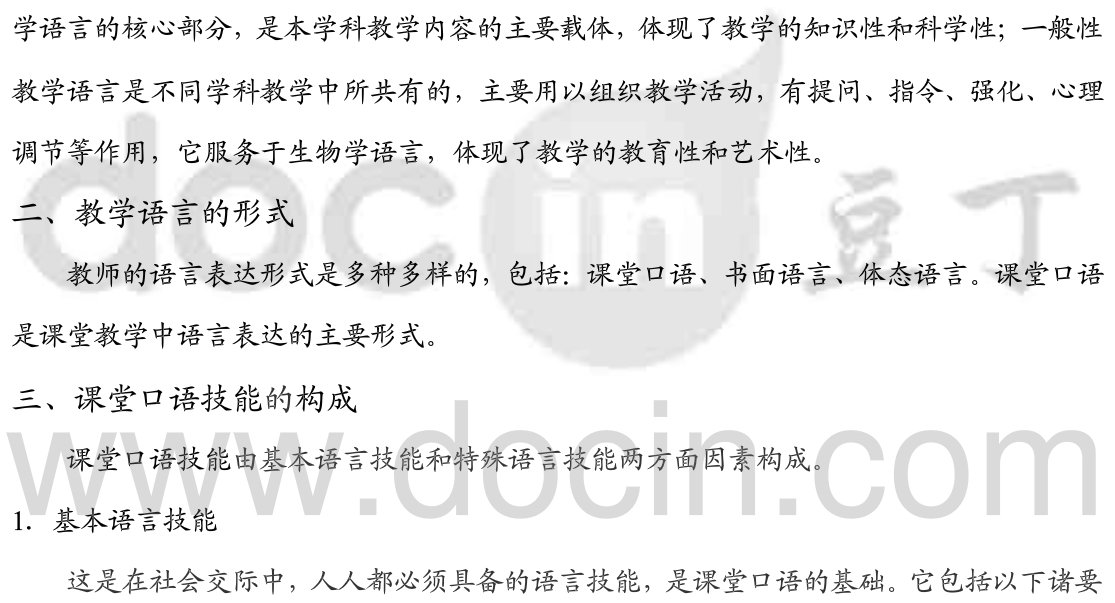 学语言的核心部分，是本学科教学内容的主要载体，体现了教学的知识性和科学性；一般性
教学语言是不同学科教学中所共有的，主要用以组织教学活动，有提问、指令、强化、心理
调节等作用，它服务于生物学语言，体现了教学的教育性和艺术性。
二、教学语言的形式
教师的语言表达形式是多种多样的，包括：课堂口语、书面语言、体态语言。课堂口语
是课堂教学中语言表达的主要形式。
三、课堂口语技能的构成
课堂口语技能由基本语言技能和特殊语言技能两方面因素构成。
1. 基本语言技能
这是在社会交际中，人人都必须具备的语言技能，是课堂口语的基础。它包括以下诸要
docin 豆丁
www.docin.com